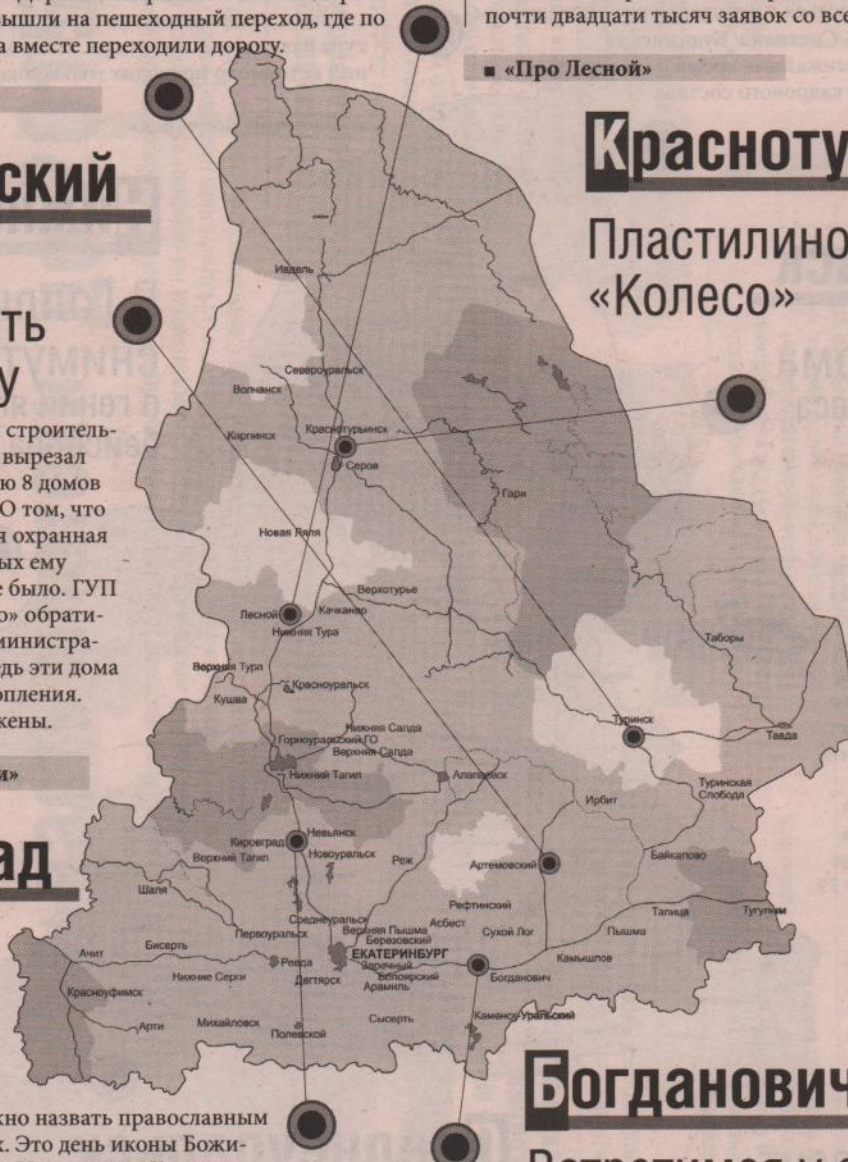 вышли на пешеходный переход, где по
а вместе переходили дорогу.
почти двадцати тысяч заявок со все
■ «Про Лесной»
ский
Красноту
Пластилино
«Колесо»
ть
у
строитель-
вырезал
ю 8 домов
О том, что
я охранная
ых ему
е было. ГУП
о» обрати-
министра-
едь эти дома
опления.
жены.
и»
ад
Ивдель
Североуральск
Волчанск
Карпинск
Краснотурьинск
Серов
Гари
Новая Ляля
Верхотурье
Лесной
Качканар
Нижняя Тура
Таборы
Верхняя Тура
Красноуральск
Кушва
Туринск
Тавда
Нижняя Салда
Горноуральский ГО
Верхняя Салда
Нижний Тагил
Алапаевск
Туринская
Слобода
Ирбит
Невьянск
Кировград
Новоуральск
Верхний Тагил
Реж
Артемовский
Байкалово
Шаля
Рефтинский
Талица
Тугулым
Среднеуральск
Асбест
Первоуральск
Верхняя Пышма
Сухой Лог
Пышма
Бисерть
Березовский
Ачит
ЕКАТЕРИНБУРГ
Камышлов
Ревда
Заречный
Нижние Серги
Белоярский
Богданович
Дегтярск
Арамиль
Красноуфимск
Арти
Михайловск
Сысерть
Каменск-Уральский
Полевской
Богданович
жно назвать православным
к. Это день иконы Божи-